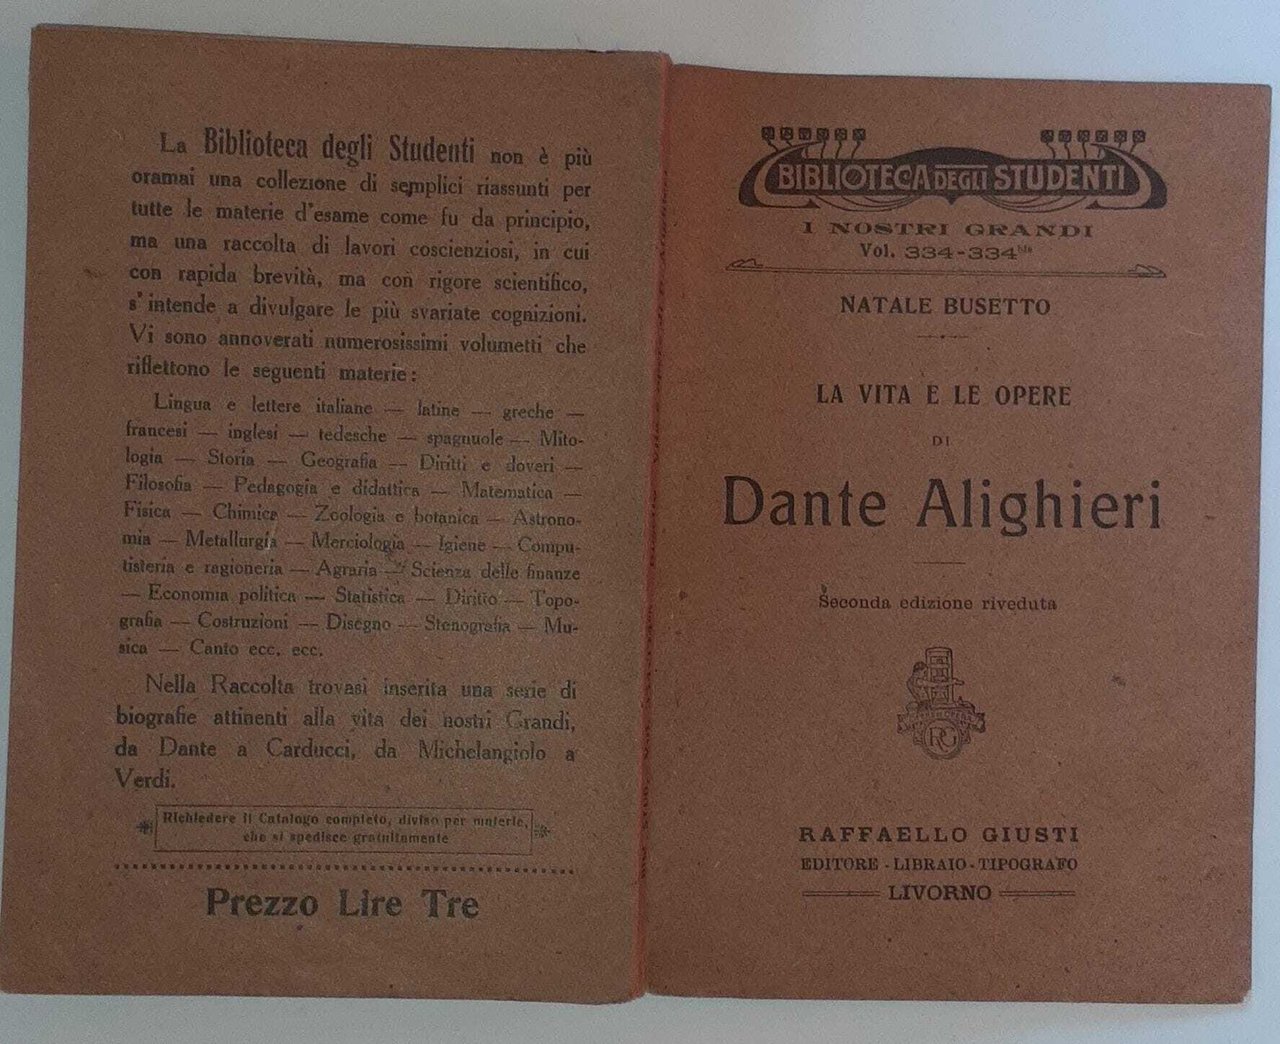 La Biblioteca degli Studenti non è più
oramai una collezione di semplici riassunti per
tutte le materie d'esame come fu da principio,
ma una raccolta di lavori coscienziosi, in cui
con rapida brevità, ma con rigore scientifico,
s'intende a divulgare le più svariate cognizioni.
Vi sono annoverati numerosissimi volumetti che
riflettono le seguenti materie:
Lingua e lettere italiane — latine — greche —
francesi — inglesi — tedesche — spagnuole — Mito-
logia — Storia — Geografia — Diritti e doveri —
Filosofia — Pedagogia e didattica — Matematica —
Fisica — Chimica — Zoologia e botanica — Astrono-
mia — Metallurgia — Merciologia — Igiene — Compu-
tisteria e ragioneria — Agraria — Scienza delle finanze
— Economia politica — Statistica — Diritto — Topo-
grafia — Costruzioni — Disegno — Stenografia — Mu-
sica — Canto ecc. ecc.
Nella Raccolta trovasi inserita una serie di
biografie attinenti alla vita dei nostri Grandi,
da Dante a Carducci, da Michelangiolo a
Verdi.
Richiedere il Catalogo completo, diviso per materie,
che si spedisce gratuitamente
Prezzo Lire Tre
BIBLIOTECA DEGLI STUDENTI
I NOSTRI GRANDI
Vol. 334-334bis
NATALE BUSETTO
LA VITA E LE OPERE
DI
Dante Alighieri
Seconda edizione riveduta
RG
RAFFAELLO GIUSTI
EDITORE - LIBRAIO - TIPOGRAFO
LIVORNO